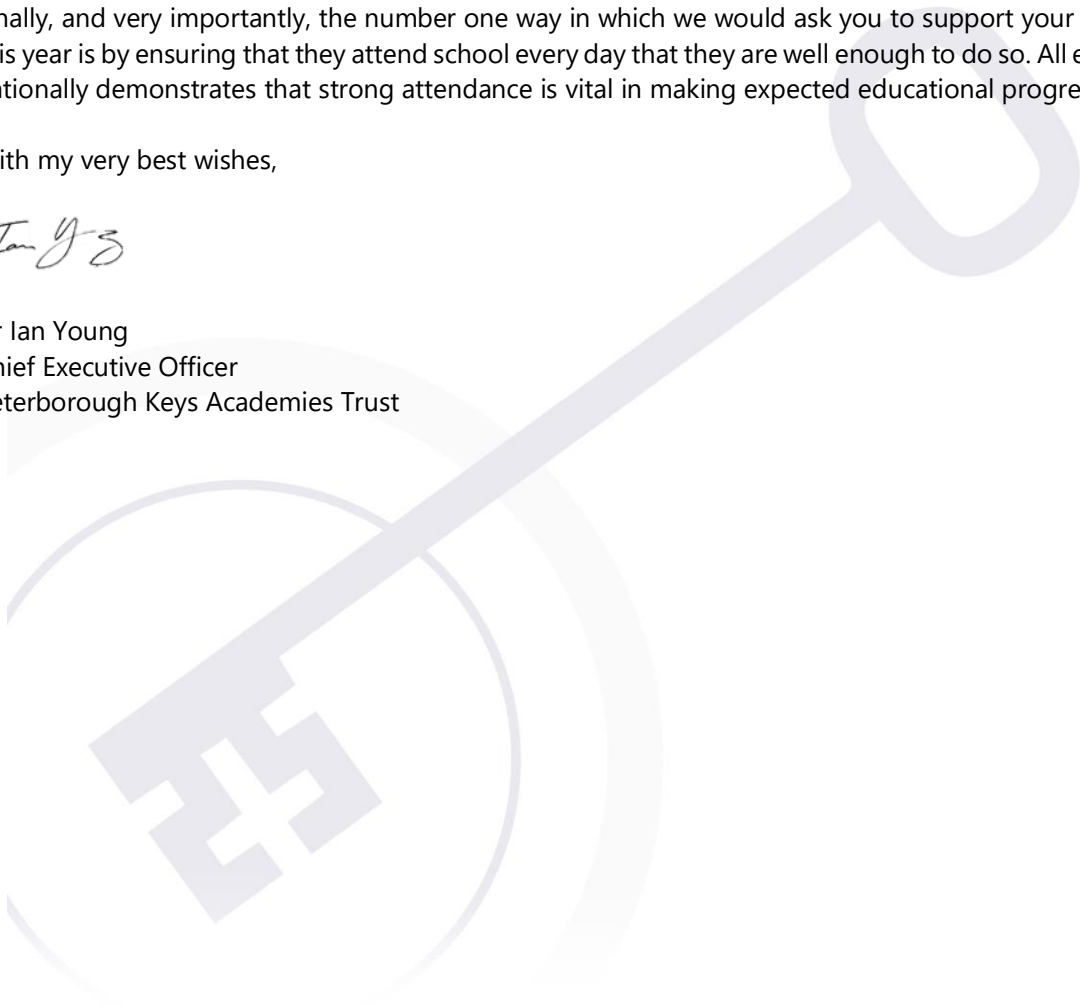 nally, and very importantly, the number one way in which we would ask you to support your
is year is by ensuring that they attend school every day that they are well enough to do so. All e
ationally demonstrates that strong attendance is vital in making expected educational progre
ith my very best wishes,
Ian Y
r Ian Young
hief Executive Officer
eterborough Keys Academies Trust